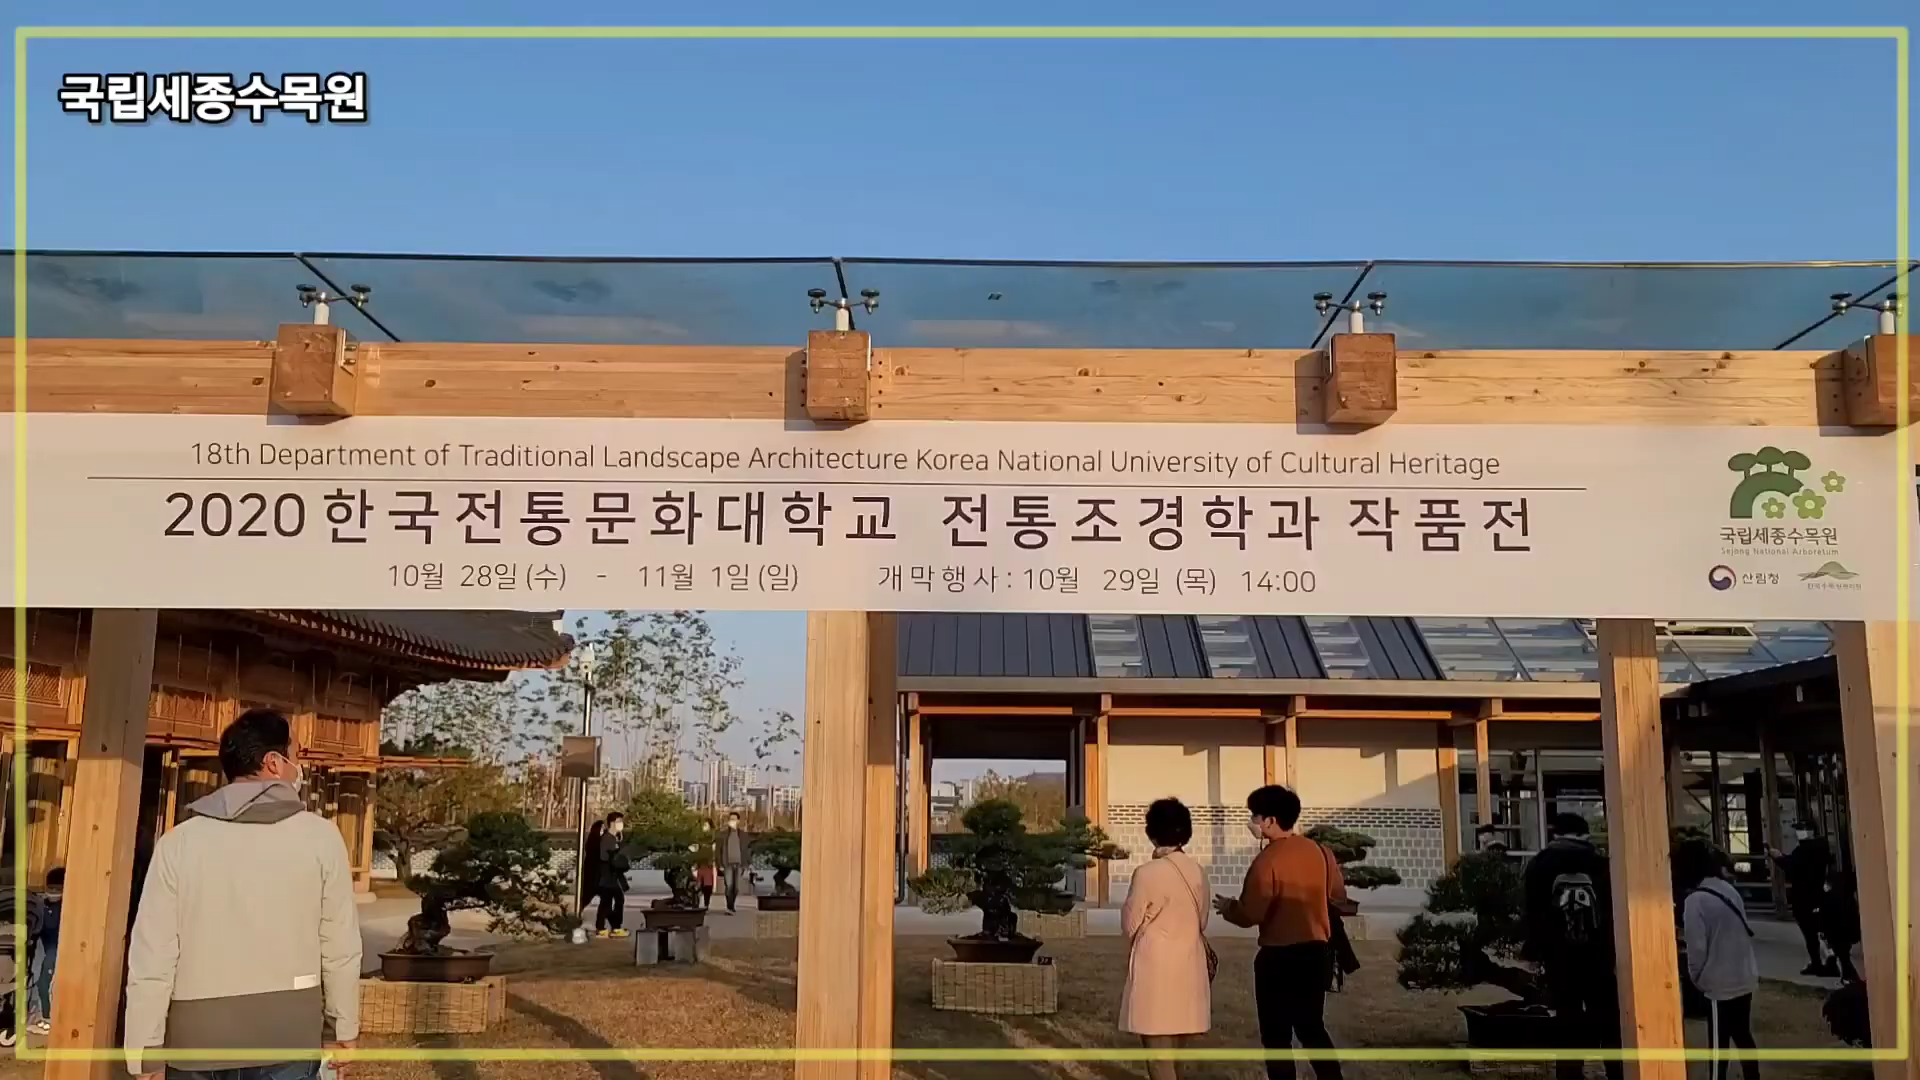 국립세종수목원
18th Department of Traditional Landscape Architecture Korea National University of Cultural Heritage
2020 한국전통문화대학교 전통조경학과 작품전
10월 28일 (수) - 11월 1일 (일) 개막행사 : 10월 29일 (목) 14:00
국립세종수목원
Sejong National Arboretum
산림청